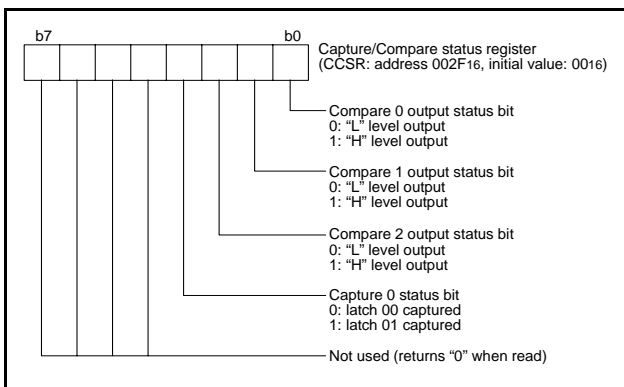 b7 b0
Capture/Compare status register
(CCSR: address 002F16, initial value: 0016)
Compare 0 output status bit
0: “L” level output
1: “H” level output
Compare 1 output status bit
0: “L” level output
1: “H” level output
Compare 2 output status bit
0: “L” level output
1: “H” level output
Capture 0 status bit
0: latch 00 captured
1: latch 01 captured
Not used (returns “0” when read)